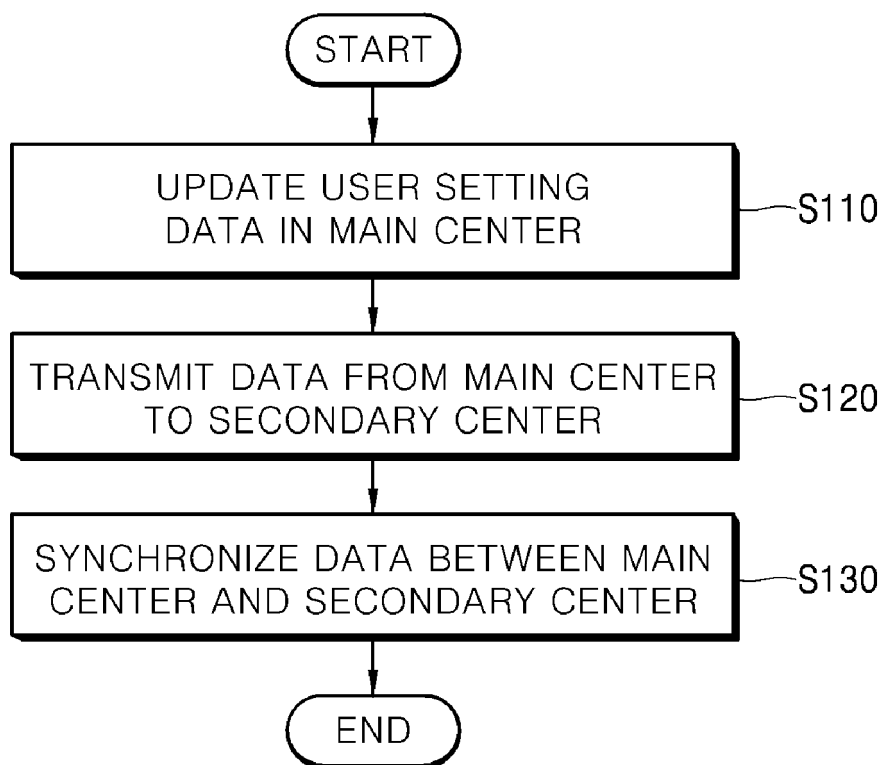 START
UPDATE USER SETTING
DATA IN MAIN CENTER
S110
TRANSMIT DATA FROM MAIN CENTER
TO SECONDARY CENTER
S120
SYNCHRONIZE DATA BETWEEN MAIN
CENTER AND SECONDARY CENTER
S130
END